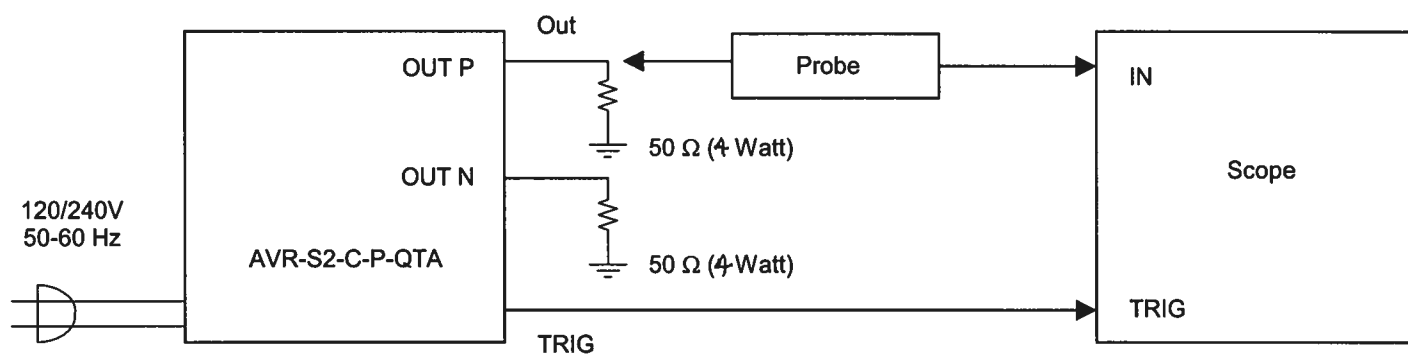 Out
OUT P
Probe
IN
50 Ω (4 Watt)
OUT N
Scope
120/240V
50-60 Hz
AVR-S2-C-P-QTA
50 Ω (4 Watt)
TRIG
TRIG